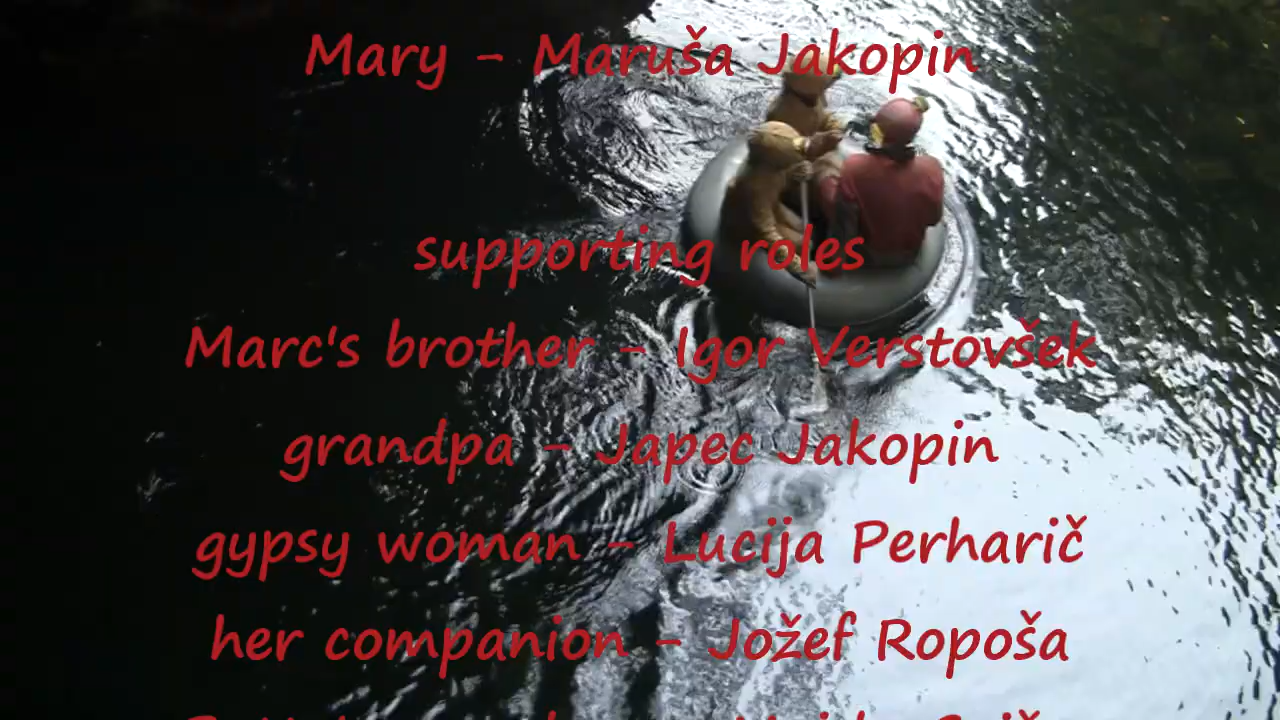 Mary - Maruša Jakopin
supporting roles
Marc's brother - Igor Verstovšek
grandpa - Japec Jakopin
gypsy woman - Lucija Perharič
her companion - Jožef Ropoša